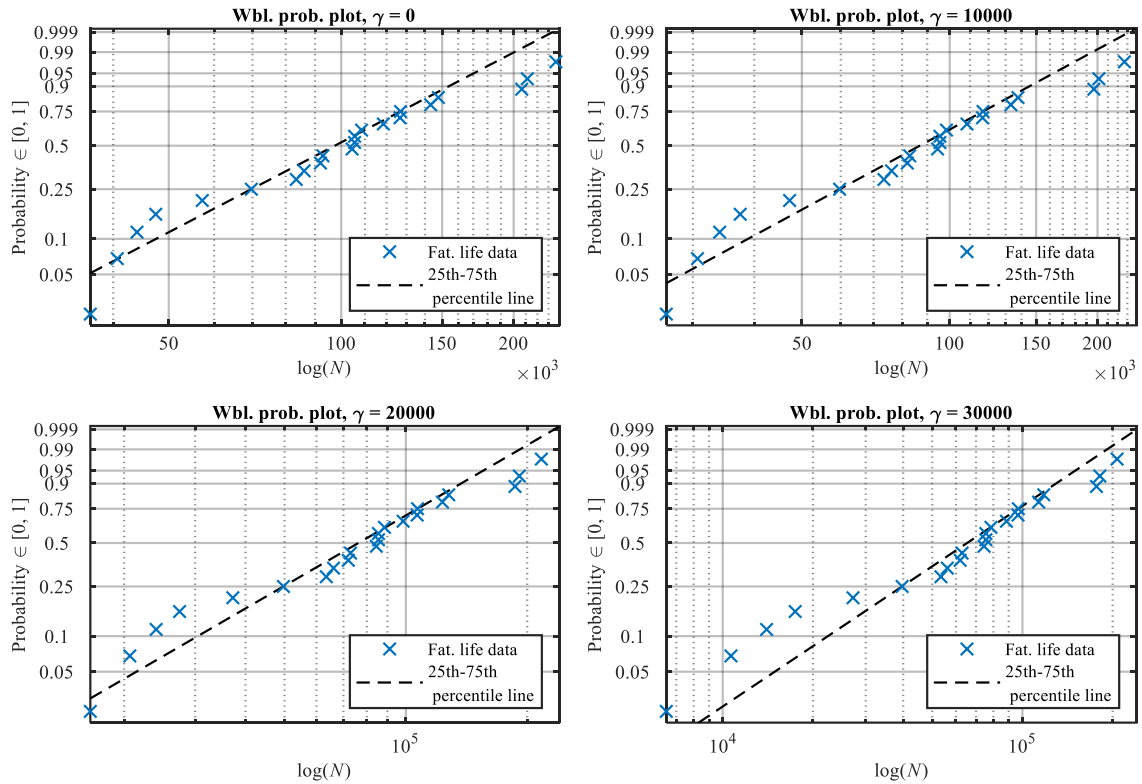 Wbl. prob. plot, γ = 0
Probability ∈ [0, 1]
0.999
0.99
0.95
0.9
0.75
0.5
0.25
0.1
0.05
Fat. life data
25th-75th
percentile line
50
100
150
200
×10³
log(N)
Wbl. prob. plot, γ = 10000
Probability ∈ [0, 1]
0.999
0.99
0.95
0.9
0.75
0.5
0.25
0.1
0.05
Fat. life data
25th-75th
percentile line
50
100
150
200
×10³
log(N)
Wbl. prob. plot, γ = 20000
Probability ∈ [0, 1]
0.999
0.99
0.95
0.9
0.75
0.5
0.25
0.1
0.05
Fat. life data
25th-75th
percentile line
10⁵
log(N)
Wbl. prob. plot, γ = 30000
Probability ∈ [0, 1]
0.999
0.99
0.95
0.9
0.75
0.5
0.25
0.1
0.05
Fat. life data
25th-75th
percentile line
10⁴
10⁵
log(N)